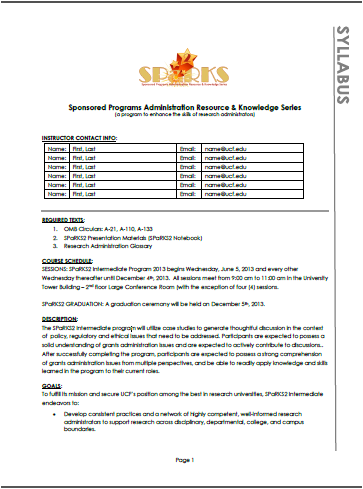 SYLLABUS
SPaRKS
Sponsored Programs Administration Resource & Knowledge Series
Sponsored Programs Administration Resource & Knowledge Series
(a program to enhance the skills of research administrators)
INSTRUCTOR CONTACT INFO:
Name: First, Last Email: name@ucf.edu
Name: First, Last Email: name@ucf.edu
Name: First, Last Email: name@ucf.edu
Name: First, Last Email: name@ucf.edu
Name: First, Last Email: name@ucf.edu
Name: First, Last Email: name@ucf.edu
REQUIRED TEXTS:
1. OMB Circulars: A-21, A-110, A-133
2. SPaRKS2 Presentation Materials (SPaRKS2 Notebook)
3. Research Administration Glossary
COURSE SCHEDULE:
SESSIONS: SPaRKS2 Intermediate Program 2013 begins Wednesday, June 5, 2013 and every other
Wednesday thereafter until December 4th, 2013. All sessions meet from 9:00 am to 11:00 am in the University
Tower Building – 2nd floor Large Conference Room (with the exception of four (4) sessions.
SPaRKS2 GRADUATION: A graduation ceremony will be held on December 5th, 2013.
DESCRIPTION:
The SPaRKS2 Intermediate program will utilize case studies to generate thoughtful discussion in the context
of policy, regulatory and ethical issues that need to be addressed. Participants are expected to possess a
solid understanding of grants administration issues and are expected to actively contribute to discussions..
After successfully completing the program, participants are expected to possess a strong comprehension
of grants administration issues from multiple perspectives, and be able to readily apply knowledge and skills
learned in the program to their current roles.
GOALS:
To fulfill its mission and secure UCF's position among the best in research universities, SPaRKS2 Intermediate
endeavors to:
• Develop consistent practices and a network of highly competent, well-informed research
administrators to support research across disciplinary, departmental, college, and campus
boundaries.
Page 1